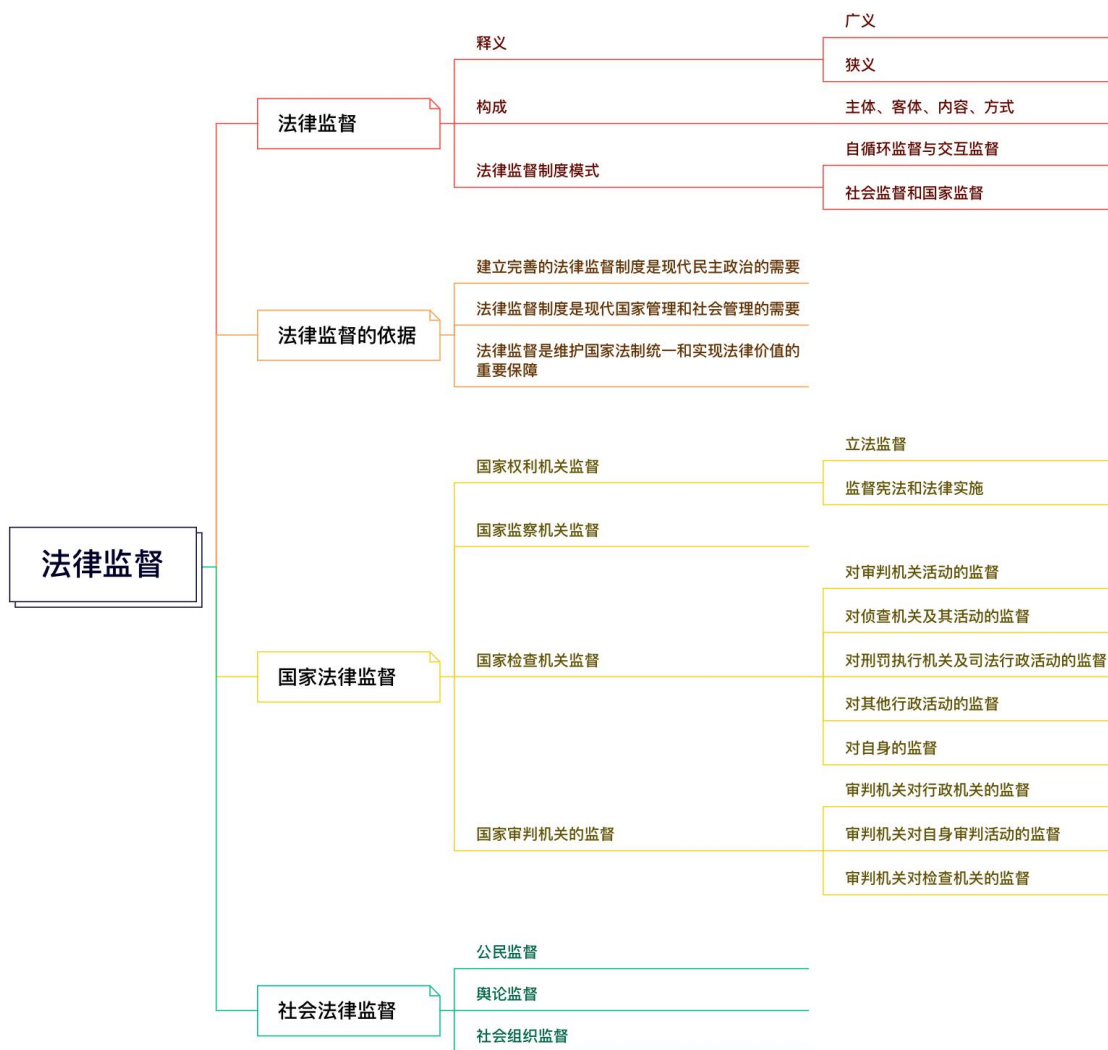 法律监督
法律监督
释义
广义
狭义
构成
主体、客体、内容、方式
法律监督制度模式
自循环监督与交互监督
社会监督和国家监督
法律监督的依据
建立完善的法律监督制度是现代民主政治的需要
法律监督制度是现代国家管理和社会管理的需要
法律监督是维护国家法制统一和实现法律价值的
重要保障
国家法律监督
国家权利机关监督
立法监督
监督宪法和法律实施
国家监察机关监督
国家检查机关监督
对审判机关活动的监督
对侦查机关及其活动的监督
对刑罚执行机关及司法行政活动的监督
对其他行政活动的监督
对自身的监督
国家审判机关的监督
审判机关对行政机关的监督
审判机关对自身审判活动的监督
审判机关对检查机关的监督
社会法律监督
公民监督
舆论监督
社会组织监督